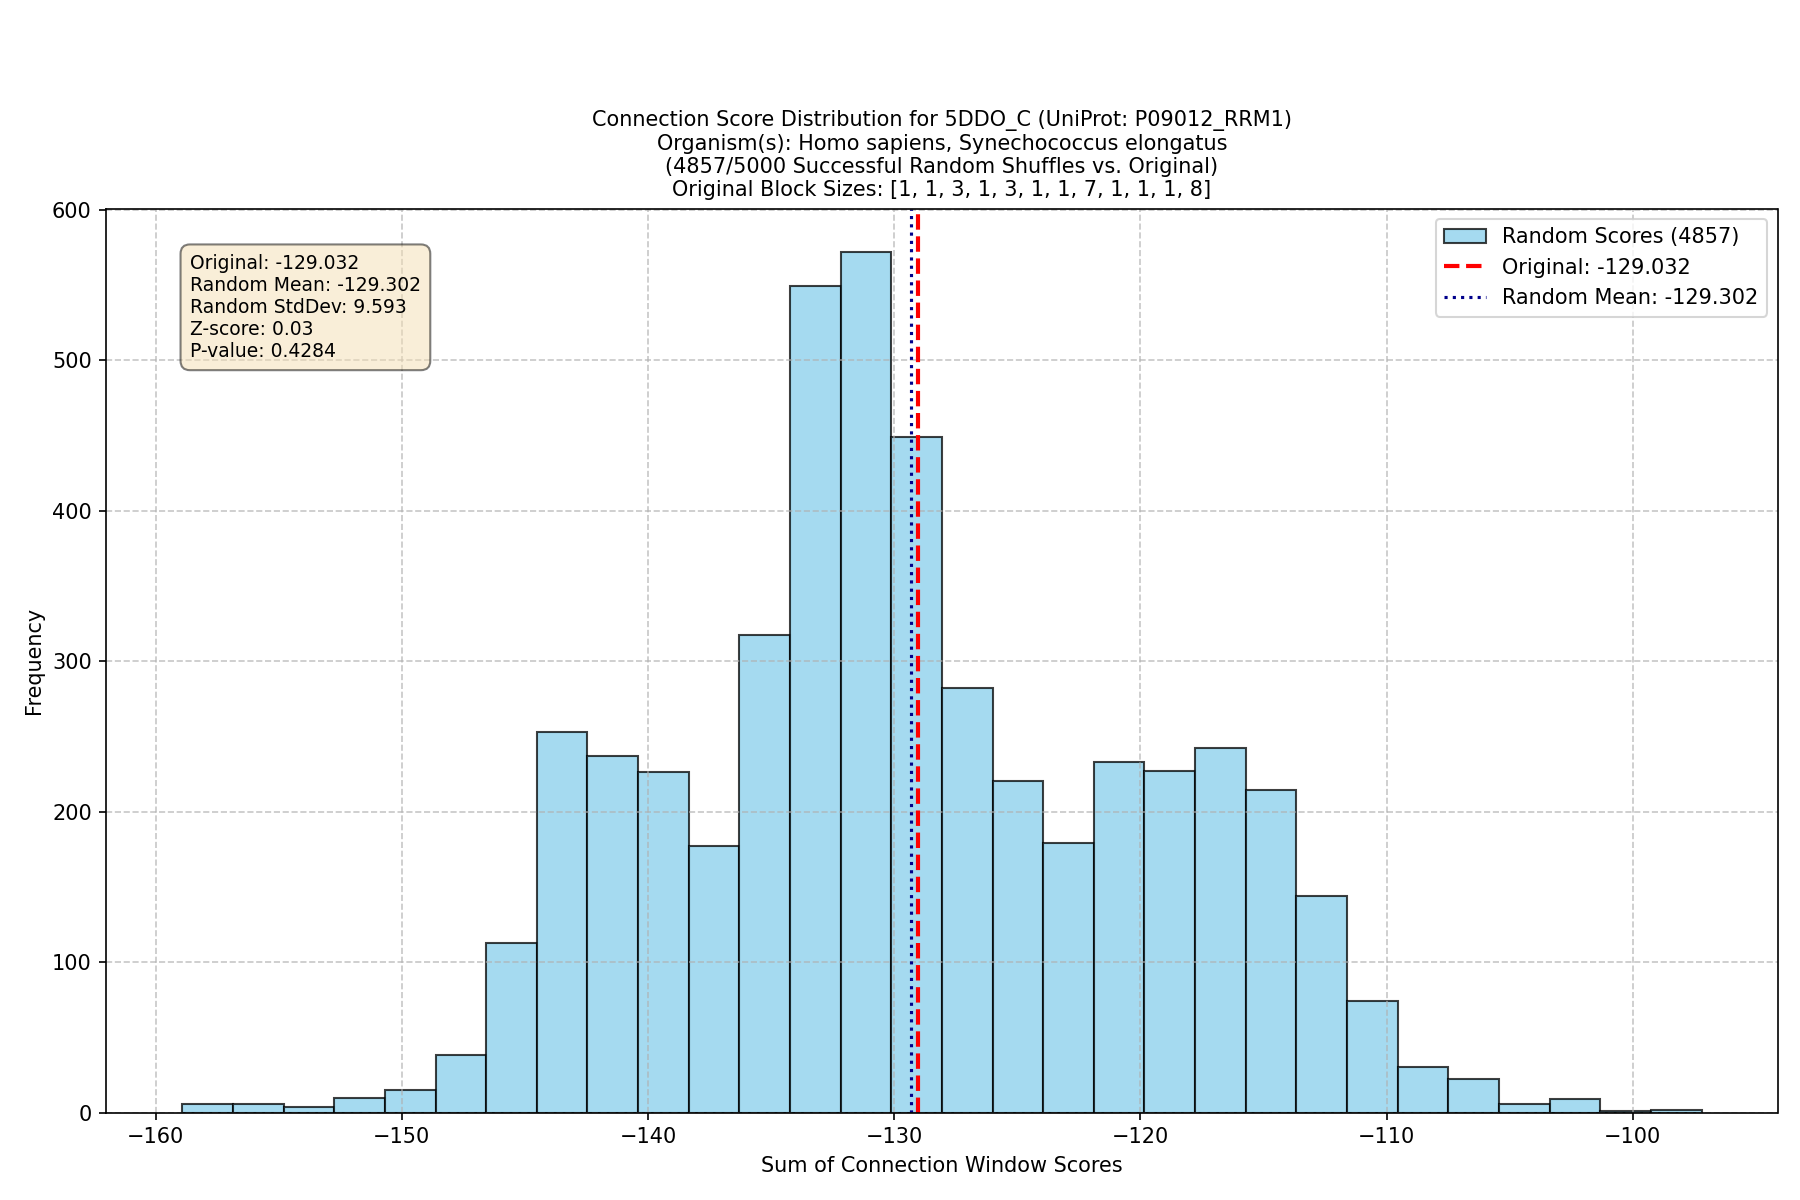 Connection Score Distribution for 5DDO_C (UniProt: P09012_RRM1)
Organism(s): Homo sapiens, Synechococcus elongatus
(4857/5000 Successful Random Shuffles vs. Original)
Original Block Sizes: [1, 1, 3, 1, 3, 1, 1, 7, 1, 1, 1, 8]
Original: -129.032
Random Mean: -129.302
Random StdDev: 9.593
Z-score: 0.03
P-value: 0.4284
Random Scores (4857)
Original: -129.032
Random Mean: -129.302
Frequency
600
500
400
300
200
100
0
−160 −150 −140 −130 −120 −110 −100
Sum of Connection Window Scores